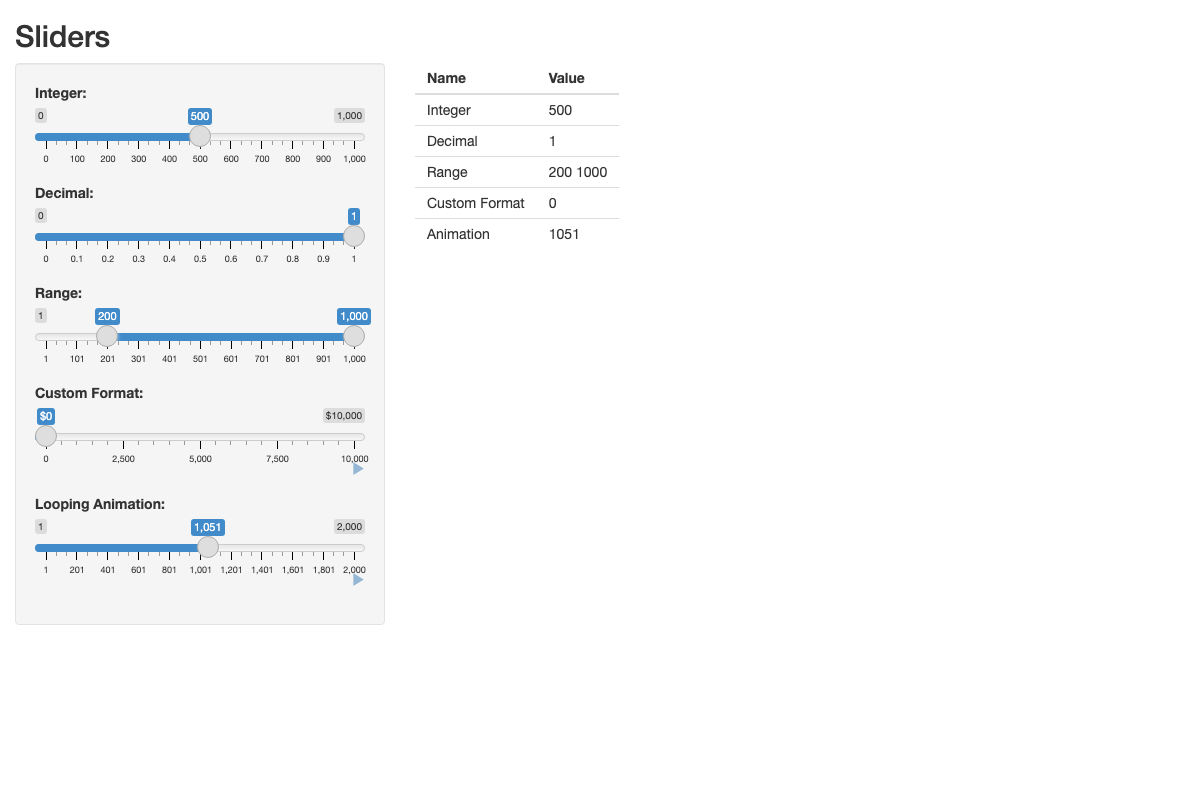 Sliders
Integer:
0 500 1,000
0 100 200 300 400 500 600 700 800 900 1,000
Decimal:
0 1
0 0.1 0.2 0.3 0.4 0.5 0.6 0.7 0.8 0.9 1
Range:
1 200 1,000
1 101 201 301 401 501 601 701 801 901 1,000
Custom Format:
$0 $10,000
0 2,500 5,000 7,500 10,000
Looping Animation:
1 1,051 2,000
1 201 401 601 801 1,001 1,201 1,401 1,601 1,801 2,000
Name Value
Integer 500
Decimal 1
Range 200 1000
Custom Format 0
Animation 1051